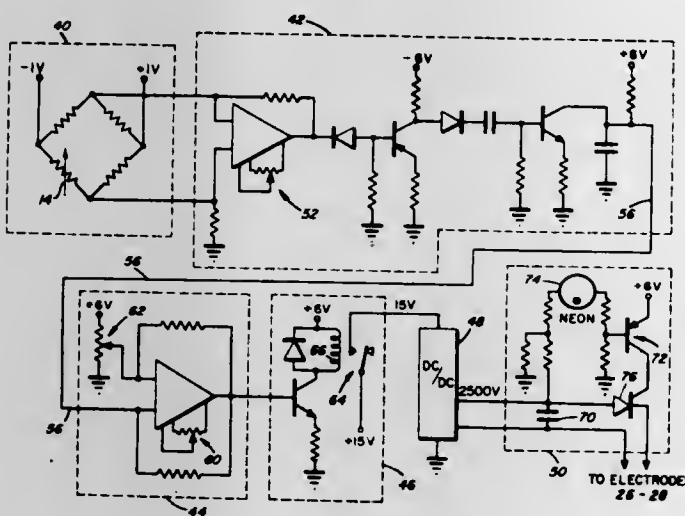 40
42
-1V
+1V
-6V
+6V
14
52
56
56
+6V
62
+6V
66
15V
64
+15V
48
DC/DC
2500V
74
NEON
+6V
72
76
70
56
60
44
46
50
TO ELECTRODE
26-28